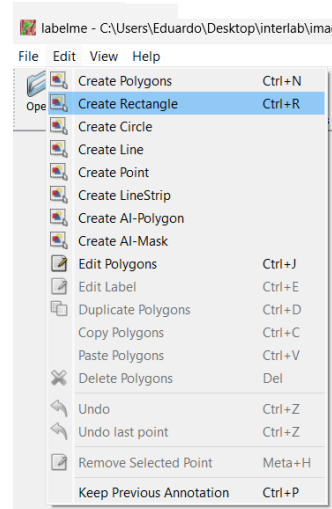 labelme - C:\Users\Eduardo\Desktop\interlab\ima
File Edit View Help
Ope
Create Polygons Ctrl+N
Create Rectangle Ctrl+R
Create Circle
Create Line
Create Point
Create LineStrip
Create AI-Polygon
Create AI-Mask
Edit Polygons Ctrl+J
Edit Label Ctrl+E
Duplicate Polygons Ctrl+D
Copy Polygons Ctrl+C
Paste Polygons Ctrl+V
Delete Polygons Del
Undo Ctrl+Z
Undo last point Ctrl+Z
Remove Selected Point Meta+H
Keep Previous Annotation Ctrl+P